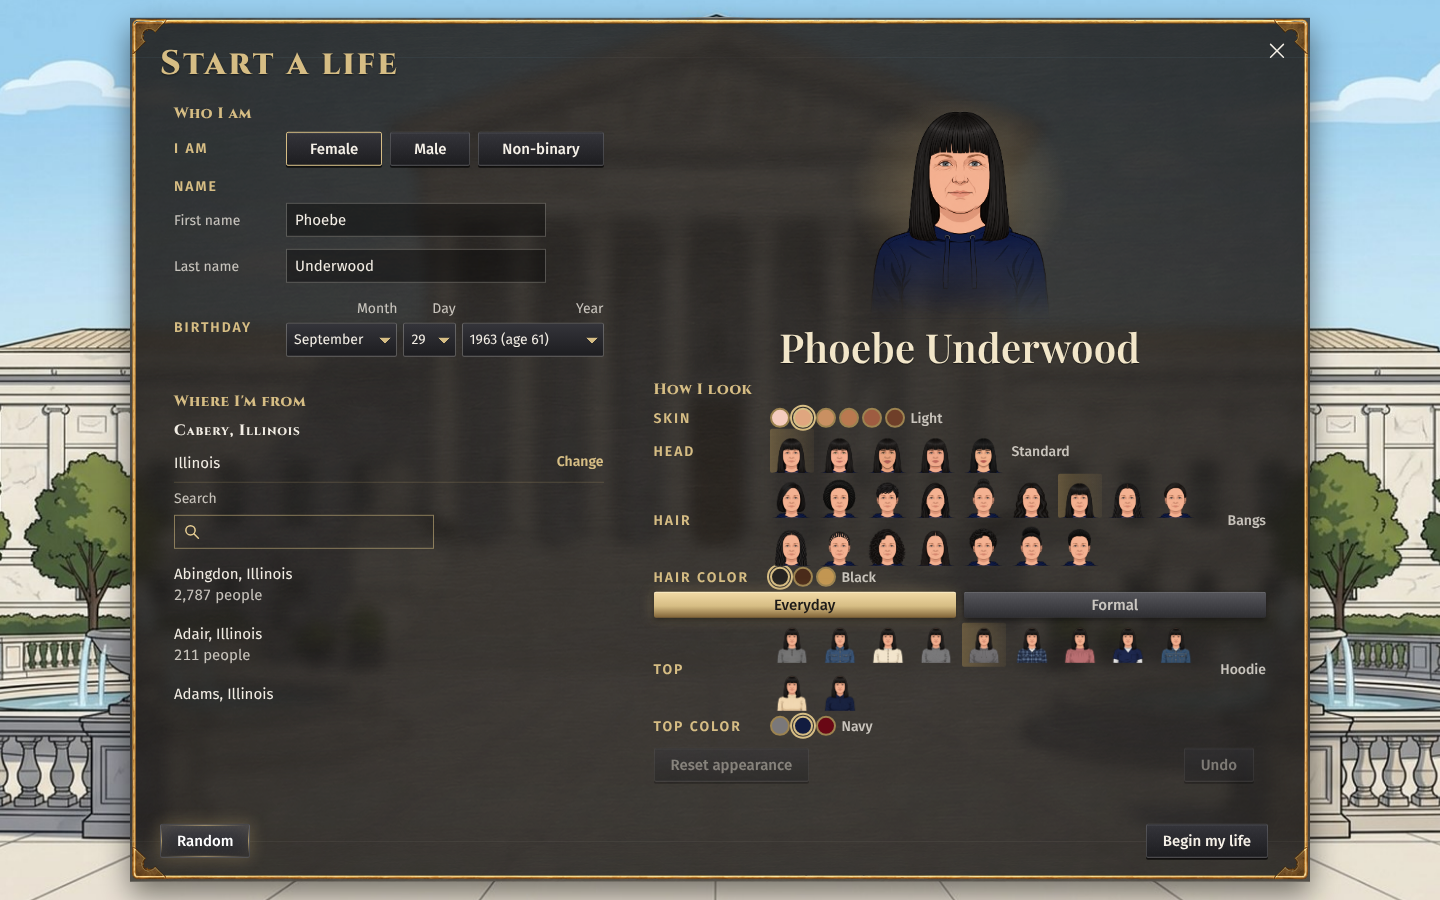 Start a life
Who I am
I AM
Female
Male
Non-binary
NAME
First name
Phoebe
Last name
Underwood
Month
Day
Year
BIRTHDAY
September
29
1963 (age 61)
Where I'm from
Cabery, Illinois
Illinois
Change
Search
Abingdon, Illinois
2,787 people
Adair, Illinois
211 people
Adams, Illinois
Random
Phoebe Underwood
How I look
SKIN
Light
HEAD
Standard
HAIR
Bangs
HAIR COLOR
Black
Everyday
Formal
TOP
Hoodie
TOP COLOR
Navy
Reset appearance
Undo
Begin my life